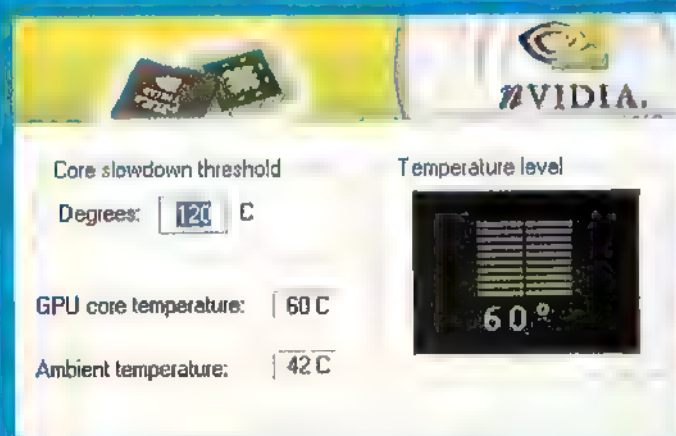 nVIDIA.
Core slowdown threshold
Temperature level
Degrees: 120 C
GPU core temperature: 60 C
60°
Ambient temperature: 42 C